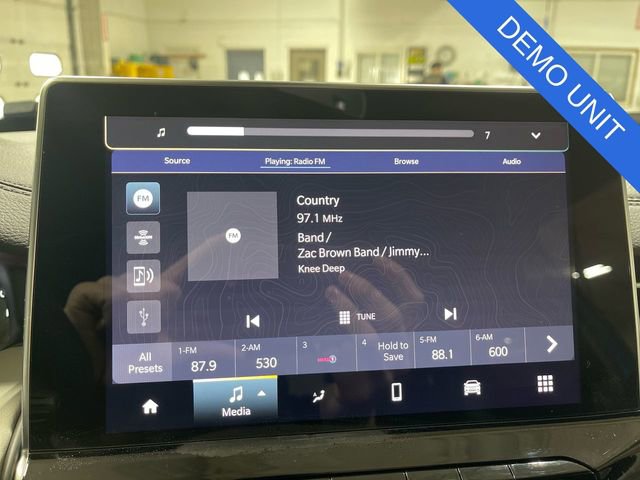 DEMO UNIT
7
Source
Playing: Radio FM
Browse
Audio
FM
FM
Country
97.1 MHz
Band /
Zac Brown Band / Jimmy...
Knee Deep
TUNE
All Presets
1-FM
87.9
2-AM
530
3
4
Hold to Save
5-FM
88.1
6-AM
600
Media